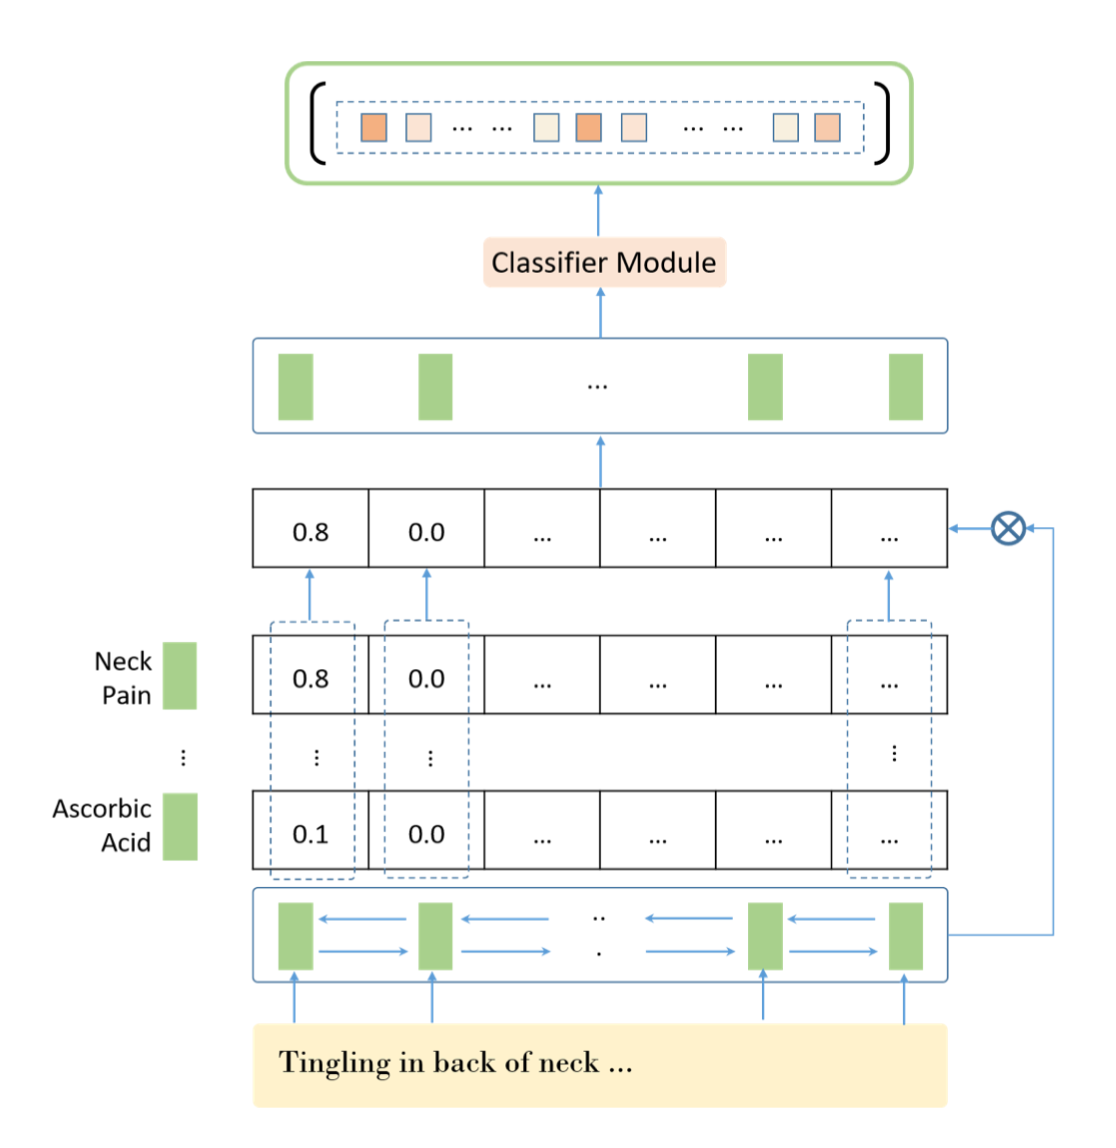 ... ... ... ...
Classifier Module
...
0.8 0.0 ... ... ... ...
Neck
Pain
0.8 0.0 ... ... ... ...
⋮ ⋮ ⋮ ⋮
Ascorbic
Acid
0.1 0.0 ... ... ... ...
.. .
Tingling in back of neck ...